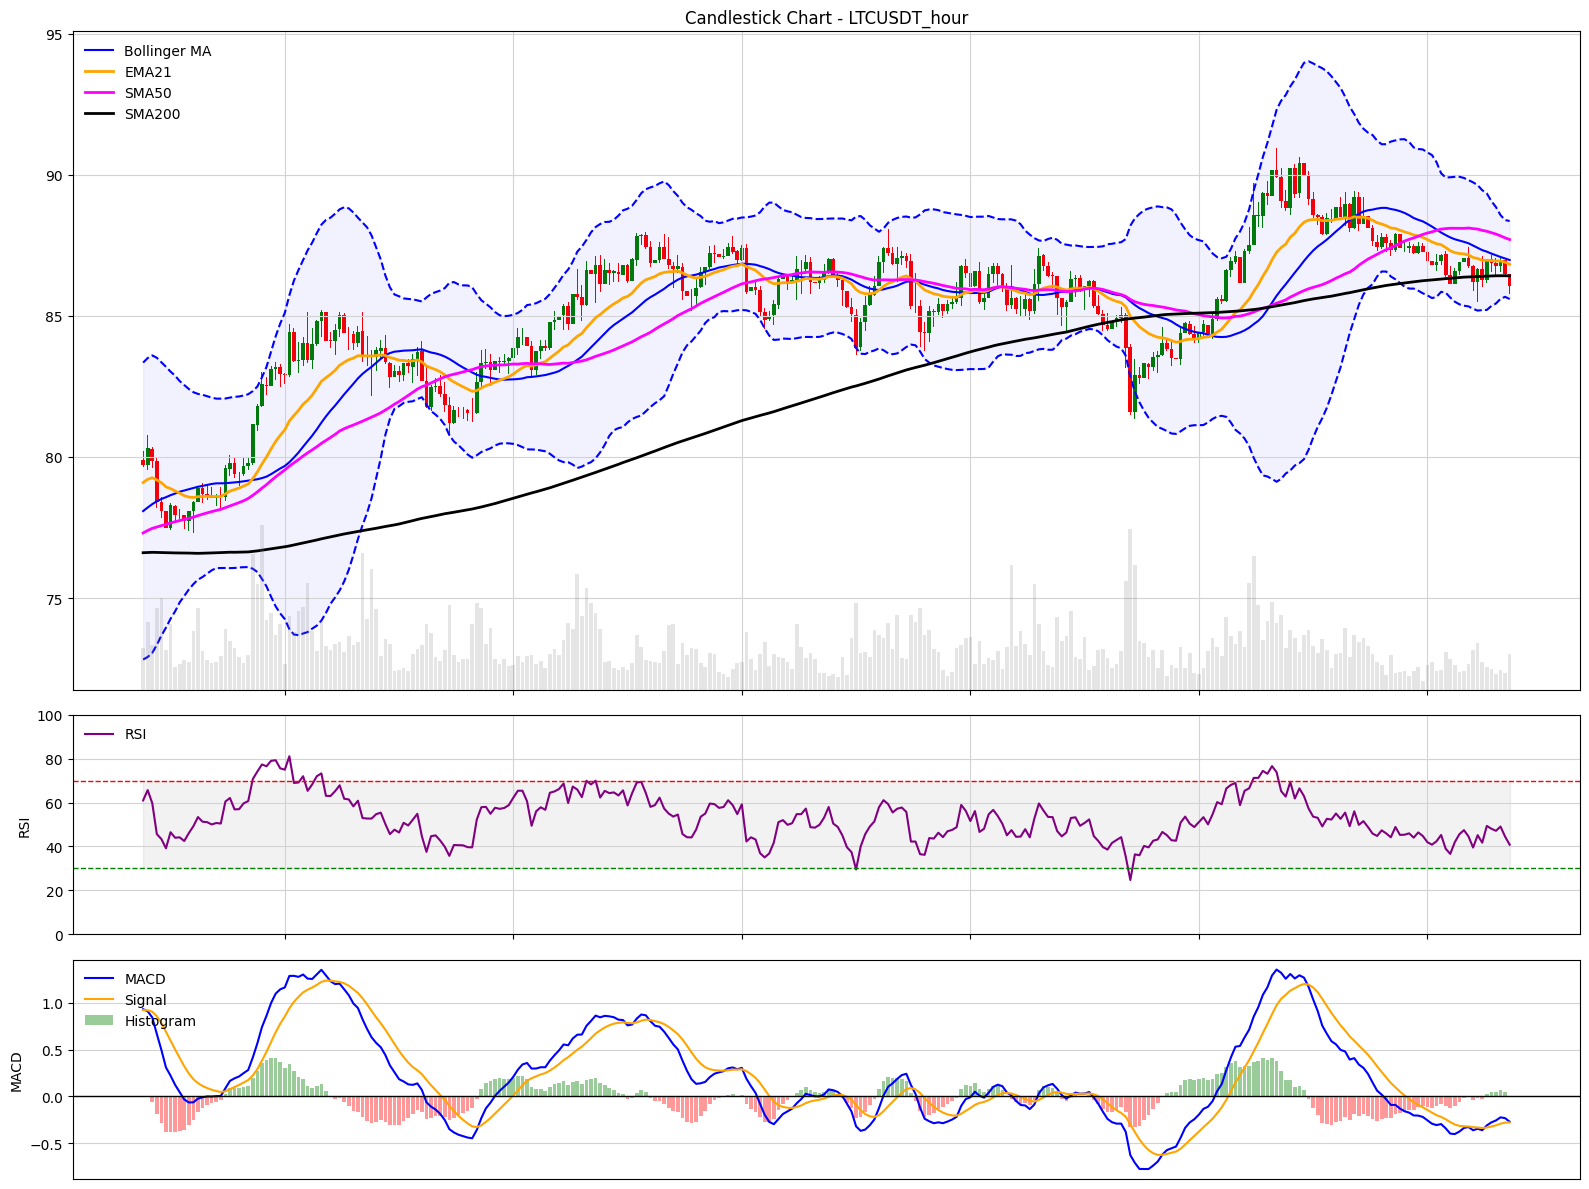 Candlestick Chart - LTCUSDT_hour
95
90
85
80
75
Bollinger MA
EMA21
SMA50
SMA200
100
80
60
40
20
0
RSI
RSI
1.0
0.5
0.0
−0.5
MACD
MACD
Signal
Histogram